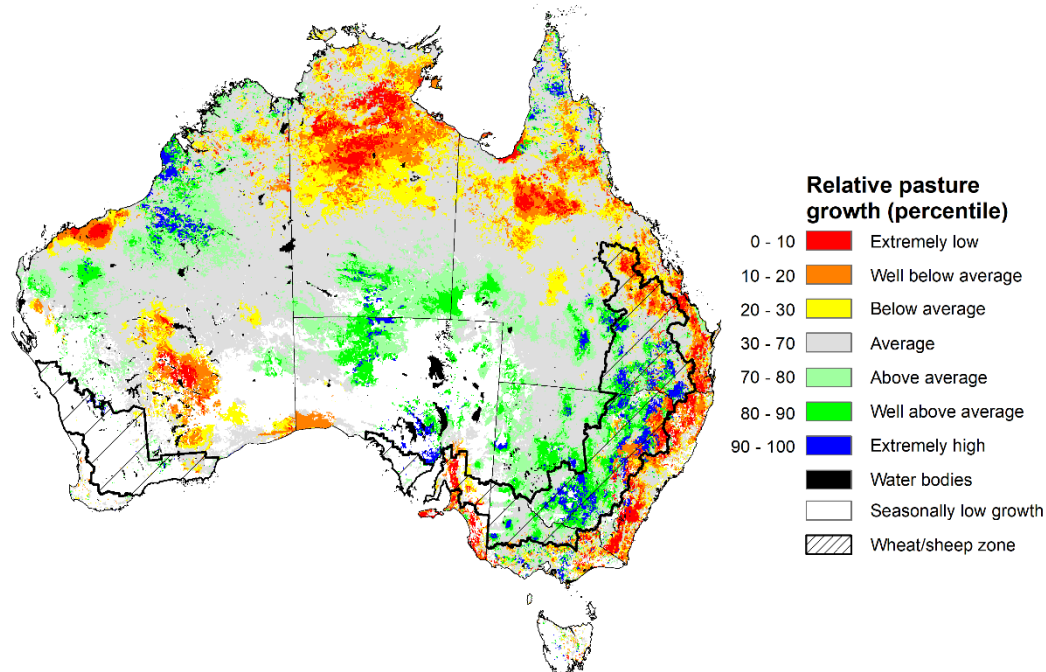 Relative pasture
growth (percentile)
0 - 10 Extremely low
10 - 20 Well below average
20 - 30 Below average
30 - 70 Average
70 - 80 Above average
80 - 90 Well above average
90 - 100 Extremely high
Water bodies
Seasonally low growth
Wheat/sheep zone